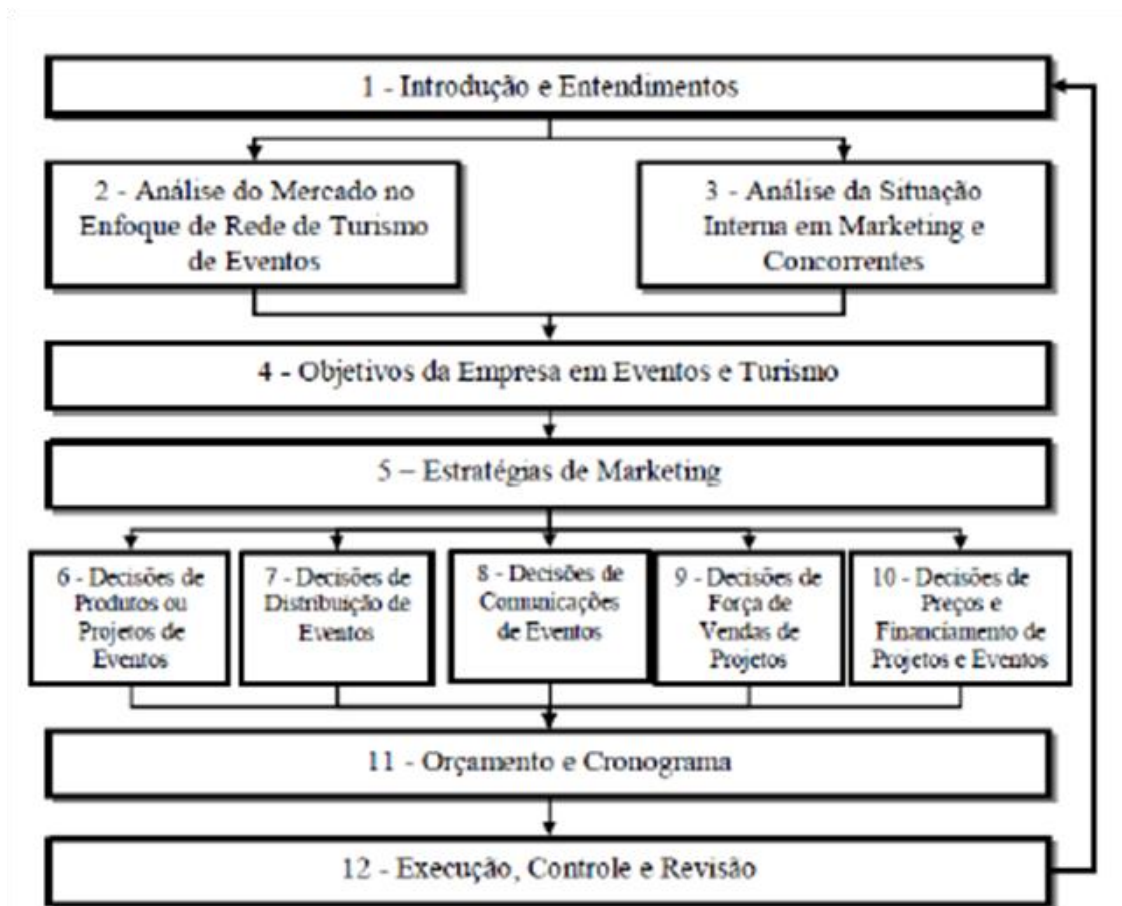 1 - Introdução e Entendimentos
2 - Análise do Mercado no
Enfoque de Rede de Turismo
de Eventos
3 - Análise da Situação
Interna em Marketing e
Concorrentes
4 - Objetivos da Empresa em Eventos e Turismo
5 – Estratégias de Marketing
6 - Decisões de
Produtos ou
Projetos de
Eventos
7 - Decisões de
Distribuição de
Eventos
8 - Decisões de
Comunicações
de Eventos
9 - Decisões de
Força de
Vendas de
Projetos
10 - Decisões de
Preços e
Financiamento de
Projetos e Eventos
11 - Orçamento e Cronograma
12 - Execução, Controle e Revisão